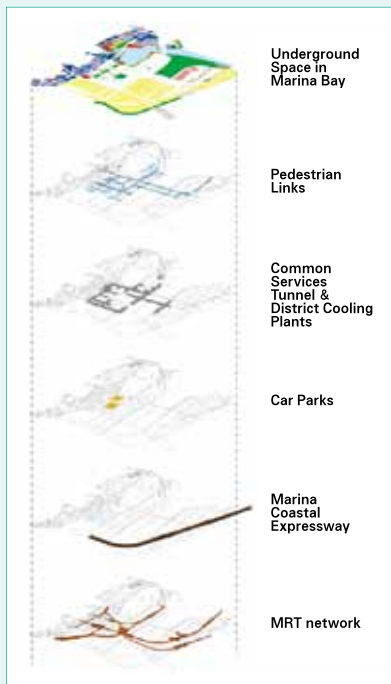 Underground
Space in
Marina Bay
Pedestrian
Links
Common
Services
Tunnel &
District Cooling
Plants
Car Parks
Marina
Coastal
Expressway
MRT network